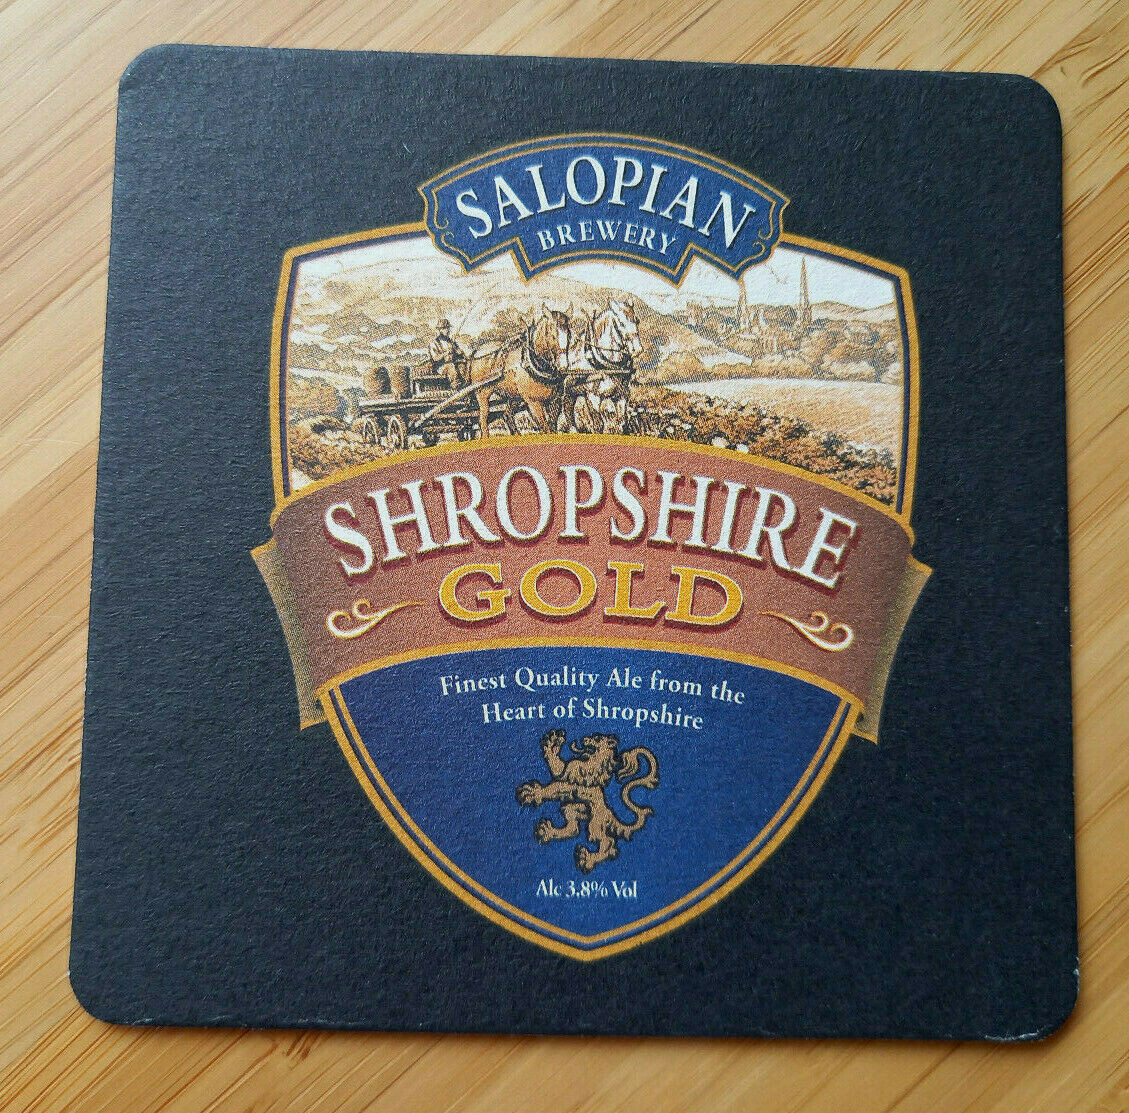 SALOPIAN
BREWERY
SHROPSHIRE
GOLD
Finest Quality Ale from the
Heart of Shropshire
Alc 3.8% Vol